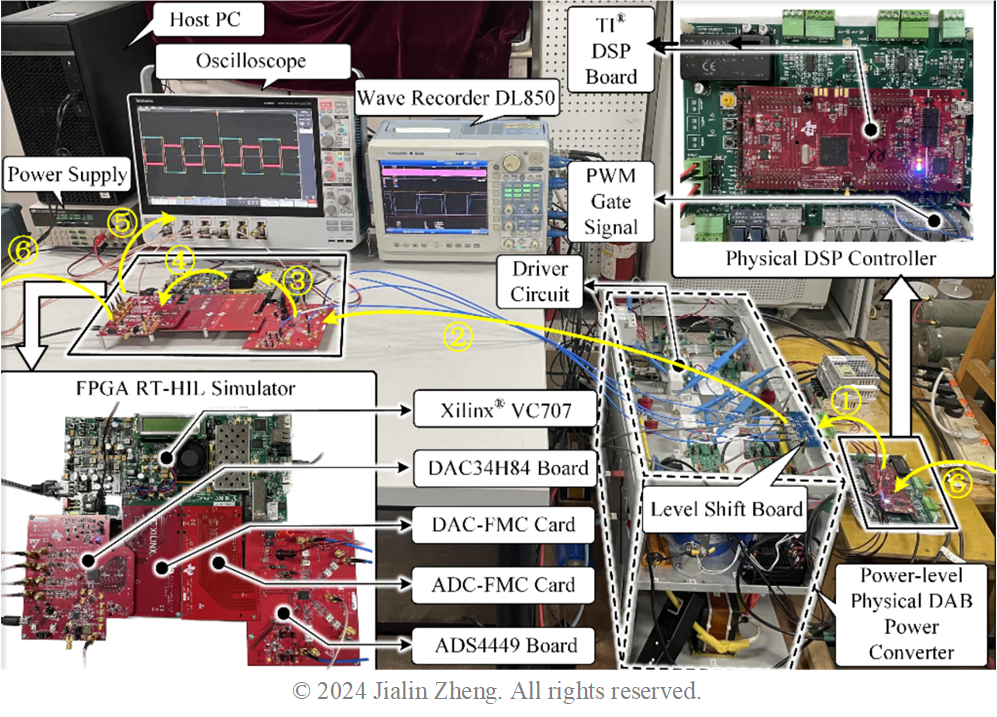 Host PC
Oscilloscope
Wave Recorder DL850
Power Supply
TI®
DSP
Board
PWM
Gate
Signal
Physical DSP Controller
Driver
Circuit
⑥
⑤
④
③
②
①
⑥
FPGA RT-HIL Simulator
Xilinx® VC707
DAC34H84 Board
DAC-FMC Card
ADC-FMC Card
ADS4449 Board
Level Shift Board
Power-level
Physical DAB
Power
Converter
XILINX
MORN
RX
© 2024 Jialin Zheng. All rights reserved.